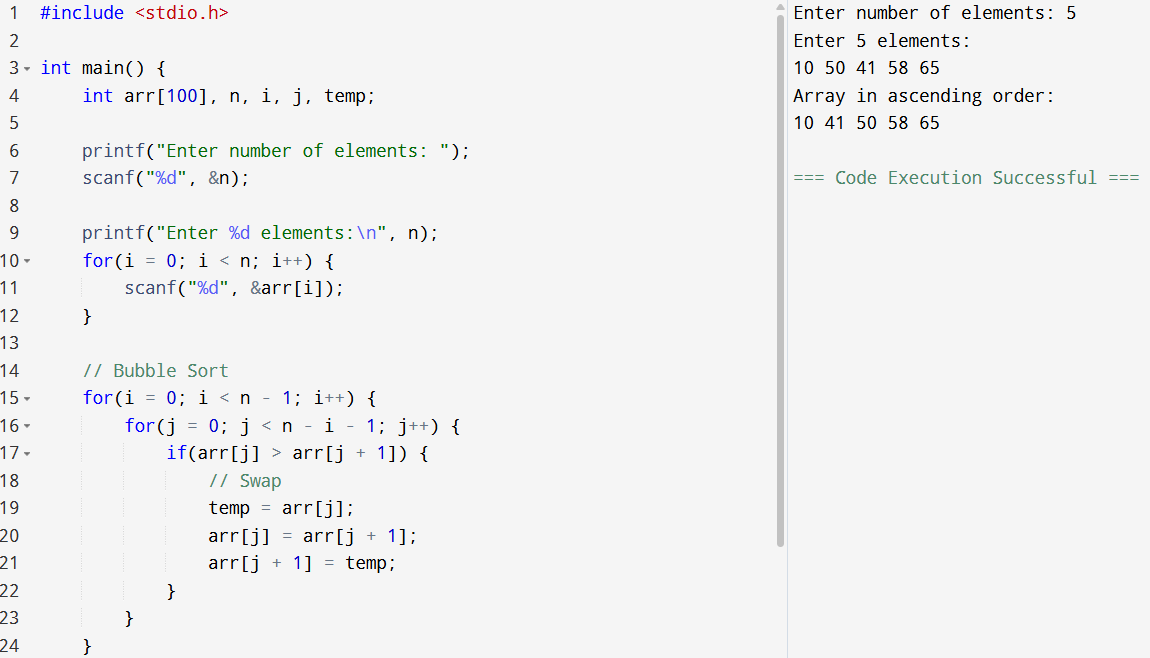 1 #include <stdio.h>
2
3 int main() {
4     int arr[100], n, i, j, temp;
5
6     printf("Enter number of elements: ");
7     scanf("%d", &n);
8
9     printf("Enter %d elements:\n", n);
10     for(i = 0; i < n; i++) {
11         scanf("%d", &arr[i]);
12     }
13
14     // Bubble Sort
15     for(i = 0; i < n - 1; i++) {
16         for(j = 0; j < n - i - 1; j++) {
17             if(arr[j] > arr[j + 1]) {
18                 // Swap
19                 temp = arr[j];
20                 arr[j] = arr[j + 1];
21                 arr[j + 1] = temp;
22             }
23         }
24     }
Enter number of elements: 5
Enter 5 elements:
10 50 41 58 65
Array in ascending order:
10 41 50 58 65
=== Code Execution Successful ===